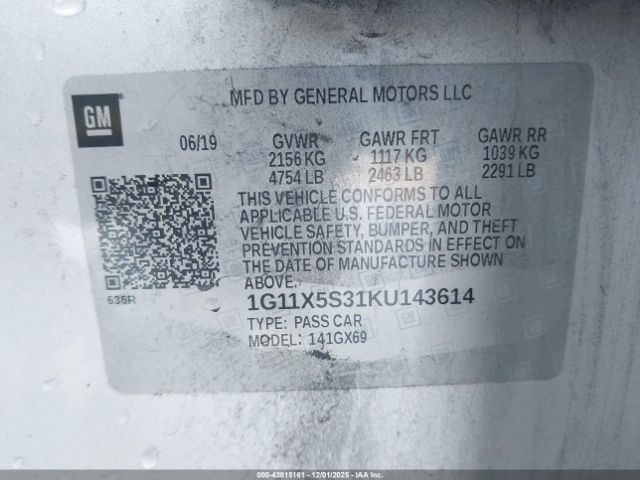 GM
MFD BY GENERAL MOTORS LLC
06/19 GVWR GAWR FRT GAWR RR
2156 KG 1117 KG 1039 KG
4754 LB 2463 LB 2291 LB
THIS VEHICLE CONFORMS TO ALL
APPLICABLE U.S. FEDERAL MOTOR
VEHICLE SAFETY, BUMPER, AND THEFT
PREVENTION STANDARDS IN EFFECT ON
THE DATE OF MANUFACTURE SHOWN
ABOVE.
636R
1G11X5S31KU143614
TYPE: PASS CAR
MODEL: 141GX69
000-43815161 - 12/01/2025 - IAAI.COM